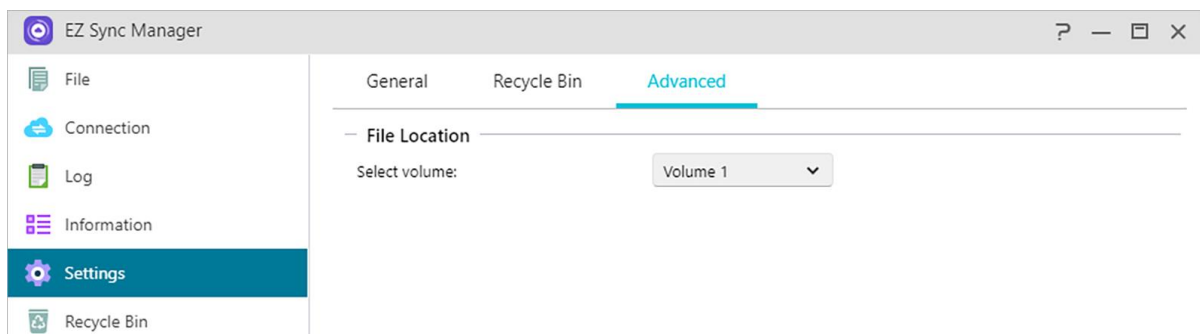 EZ Sync Manager
File
Connection
Log
Information
Settings
Recycle Bin
General Recycle Bin Advanced
File Location
Select volume: Volume 1